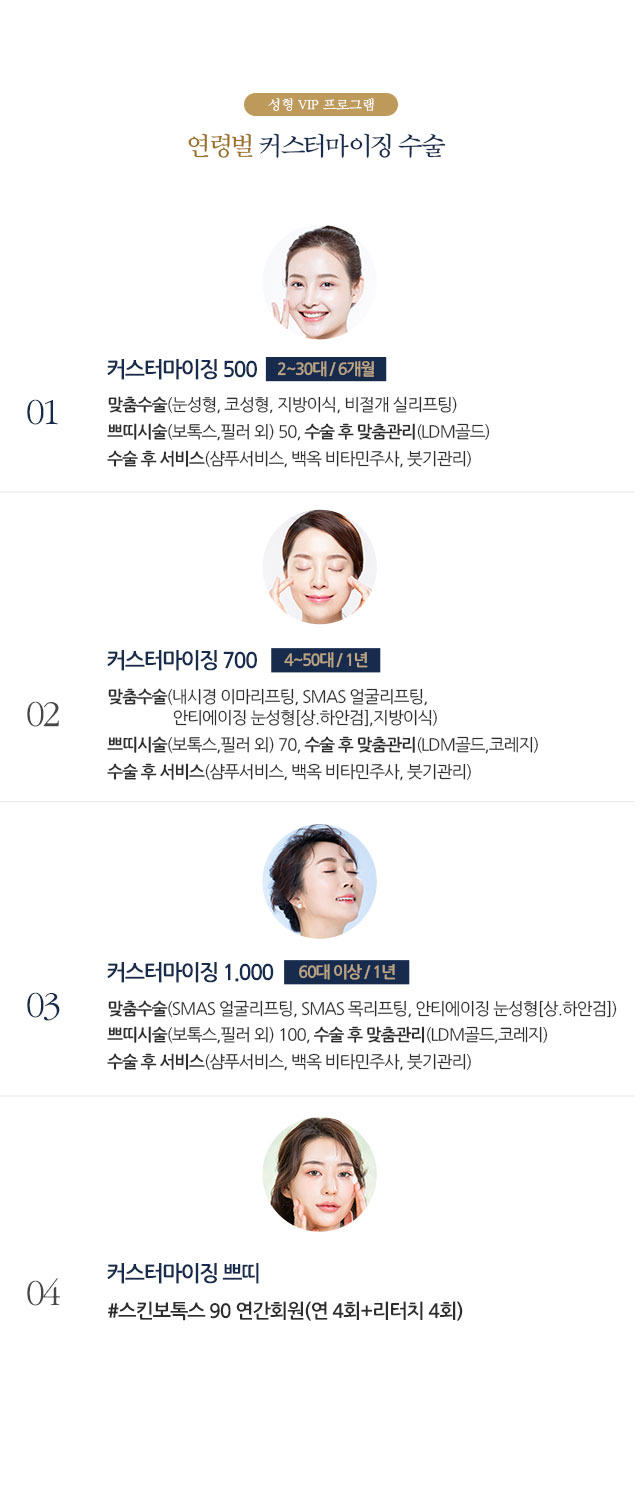 성형 VIP 프로그램
연령벌 커스터마이징 수술
커스터마이징 500 2~30대 / 6개월
01
맞춤수술(눈성형, 코성형, 지방이식, 비절개 실리프팅)
쁘띠시술(보톡스,필러 외) 50, 수술 후 맞춤관리(LDM골드)
수술 후 서비스(샴푸서비스, 백옥 비타민주사, 붓기관리)
커스터마이징 700 4~50대 / 1년
02
맞춤수술(내시경 이마리프팅, SMAS 얼굴리프팅,
안티에이징 눈성형[상.하안검],지방이식)
쁘띠시술(보톡스,필러 외) 70, 수술 후 맞춤관리(LDM골드,코레지)
수술 후 서비스(샴푸서비스, 백옥 비타민주사, 붓기관리)
커스터마이징 1.000 60대 이상 / 1년
03
맞춤수술(SMAS 얼굴리프팅, SMAS 목리프팅, 안티에이징 눈성형[상.하안검])
쁘띠시술(보톡스,필러 외) 100, 수술 후 맞춤관리(LDM골드,코레지)
수술 후 서비스(샴푸서비스, 백옥 비타민주사, 붓기관리)
커스터마이징 쁘띠
04
#스킨보톡스 90 연간회원(연 4회+리터치 4회)